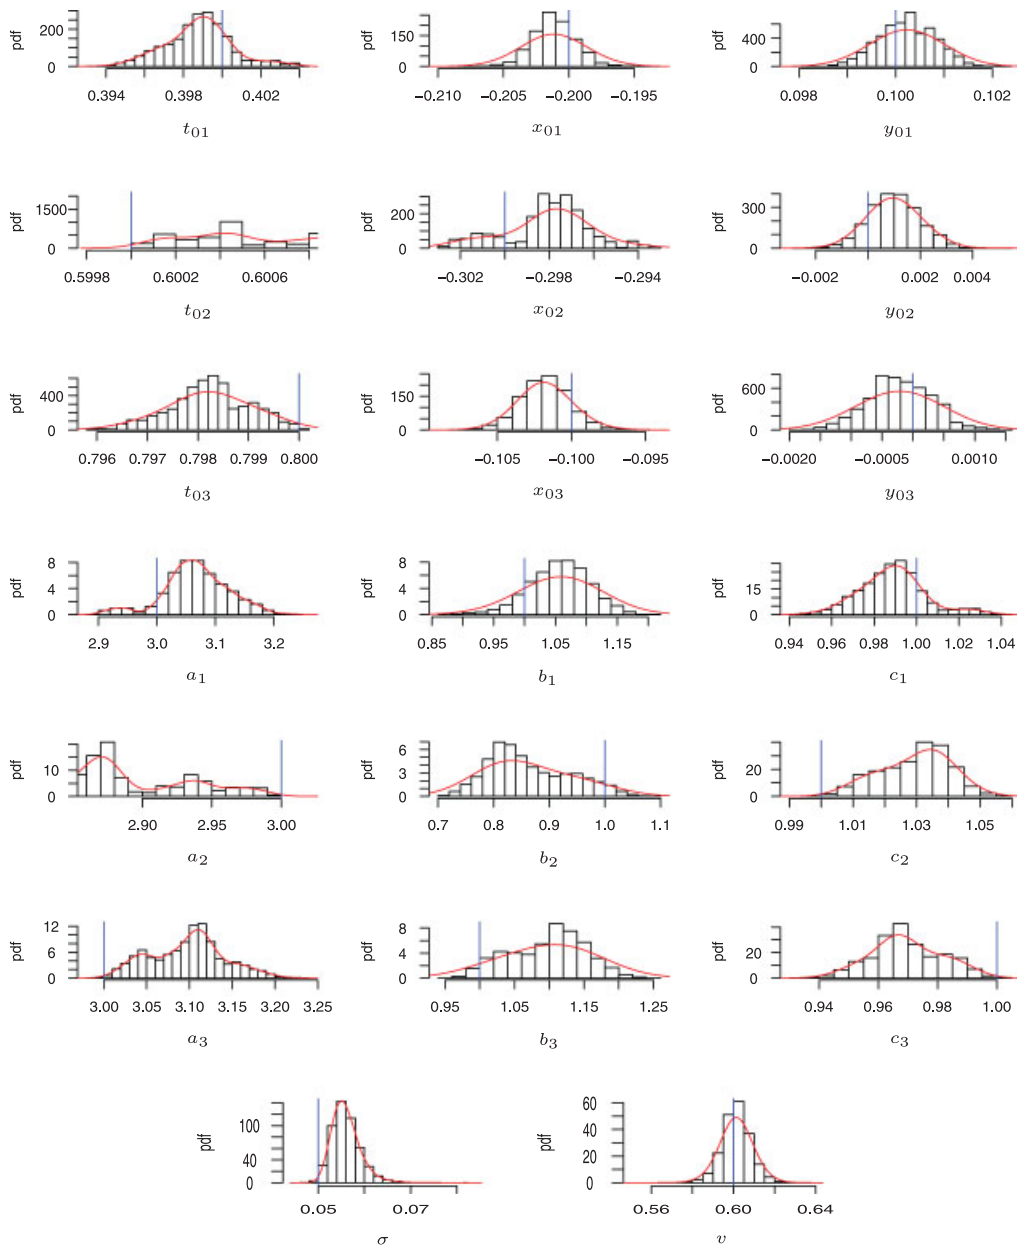 pdf 0 200 0.394 0.398 0.402 t01
pdf 0 150 −0.210 −0.205 −0.200 −0.195 x01
pdf 0 200 400 0.098 0.100 0.102 y01
pdf 0 1500 0.5998 0.6002 0.6006 t02
pdf 0 200 −0.302 −0.298 −0.294 x02
pdf 0 300 −0.002 0.002 0.004 y02
pdf 0 400 0.796 0.797 0.798 0.799 0.800 t03
pdf 0 150 −0.105 −0.100 −0.095 x03
pdf 0 300 600 −0.0020 −0.0005 0.0010 y03
pdf 0 4 8 2.9 3.0 3.1 3.2 a1
pdf 0 4 8 0.85 0.95 1.05 1.15 b1
pdf 0 15 0.94 0.96 0.98 1.00 1.02 1.04 c1
pdf 0 10 2.90 2.95 3.00 a2
pdf 0 3 6 0.7 0.8 0.9 1.0 1.1 b2
pdf 0 20 0.99 1.01 1.03 1.05 c2
pdf 0 6 12 3.00 3.05 3.10 3.15 3.20 3.25 a3
pdf 0 4 8 0.95 1.05 1.15 1.25 b3
pdf 0 20 0.94 0.96 0.98 1.00 c3
pdf 0 40 100 0.05 0.07 σ
pdf 0 20 40 60 0.56 0.60 0.64 v